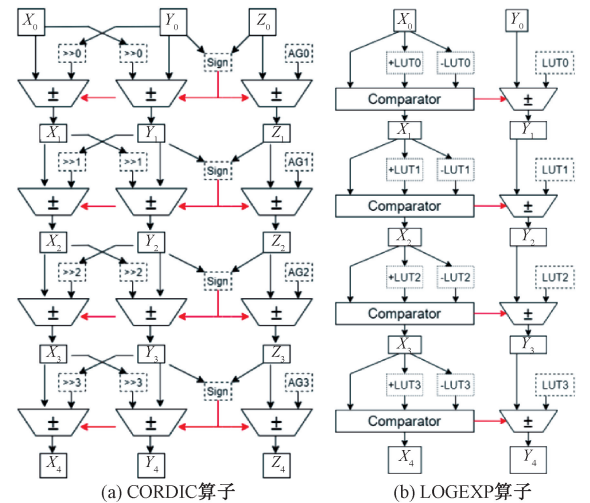 X0 Y0 Z0 X0 Y0
>>0 >>0 Sign AG0 +LUT0 -LUT0 LUT0
± ± ± Comparator ±
X1 Y1 Z1 X1 Y1
>>1 >>1 Sign AG1 +LUT1 -LUT1 LUT1
± ± ± Comparator ±
X2 Y2 Z2 X2 Y2
>>2 >>2 Sign AG2 +LUT2 -LUT2 LUT2
± ± ± Comparator ±
X3 Y3 Z3 X3 Y3
>>3 >>3 Sign AG3 +LUT3 -LUT3 LUT3
± ± ± Comparator ±
X4 Y4 Z4 X4 Y4
(a) CORDIC算子 (b) LOGEXP算子